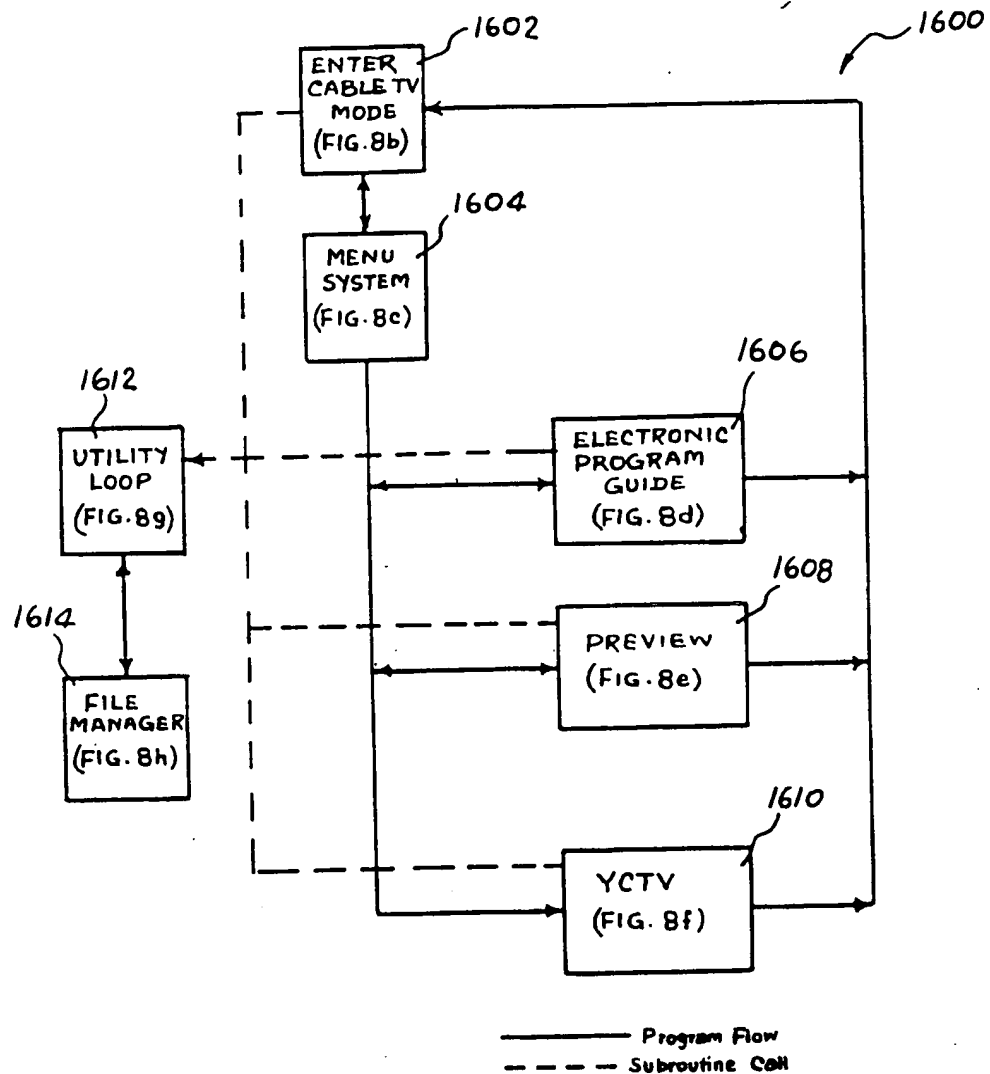 1600
1602
ENTER
CABLE TV
MODE
(FIG. 8b)
1604
MENU
SYSTEM
(FIG. 8c)
1606
ELECTRONIC
PROGRAM
GUIDE
(FIG. 8d)
1612
UTILITY
LOOP
(FIG. 8g)
1608
PREVIEW
(FIG. 8e)
1614
FILE
MANAGER
(FIG. 8h)
1610
YCTV
(FIG. 8f)
Program Flow
Subroutine Call